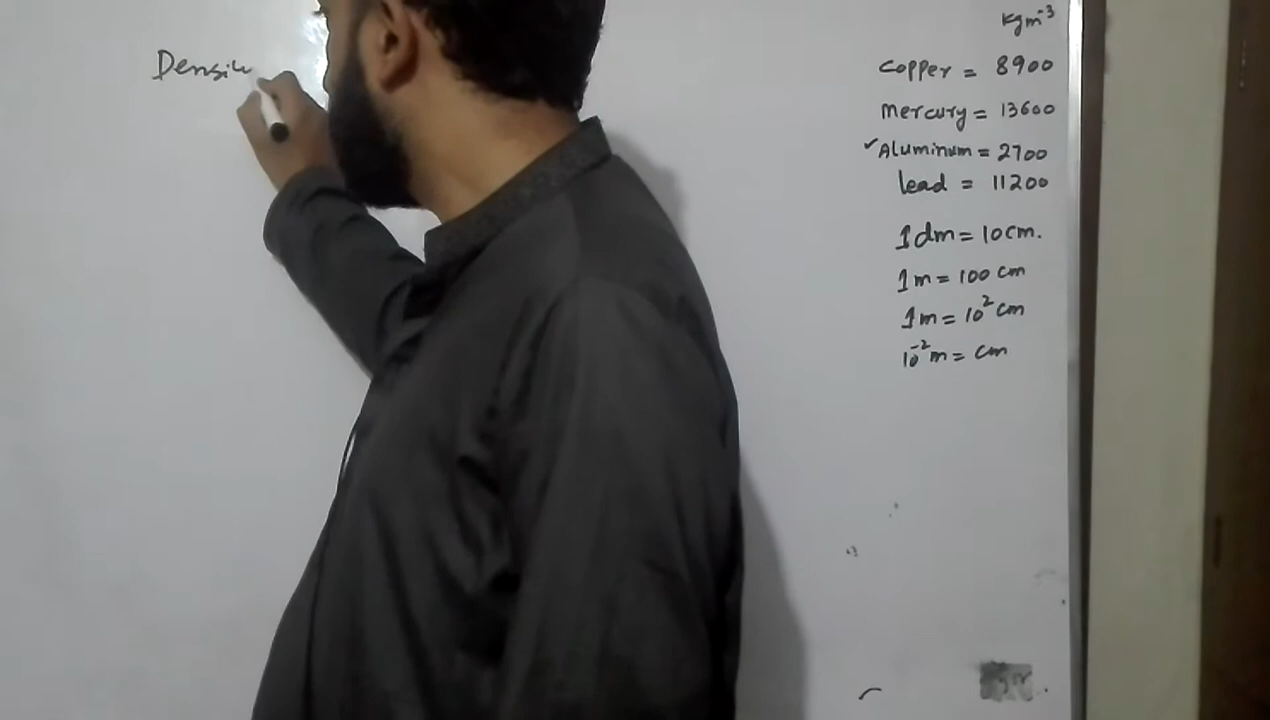 Densit
kgm⁻³
copper = 8900
mercury = 13600
✓Aluminum = 2700
lead = 11200
1dm = 10cm.
1m = 100 cm
1m = 10² cm
10⁻²m = cm